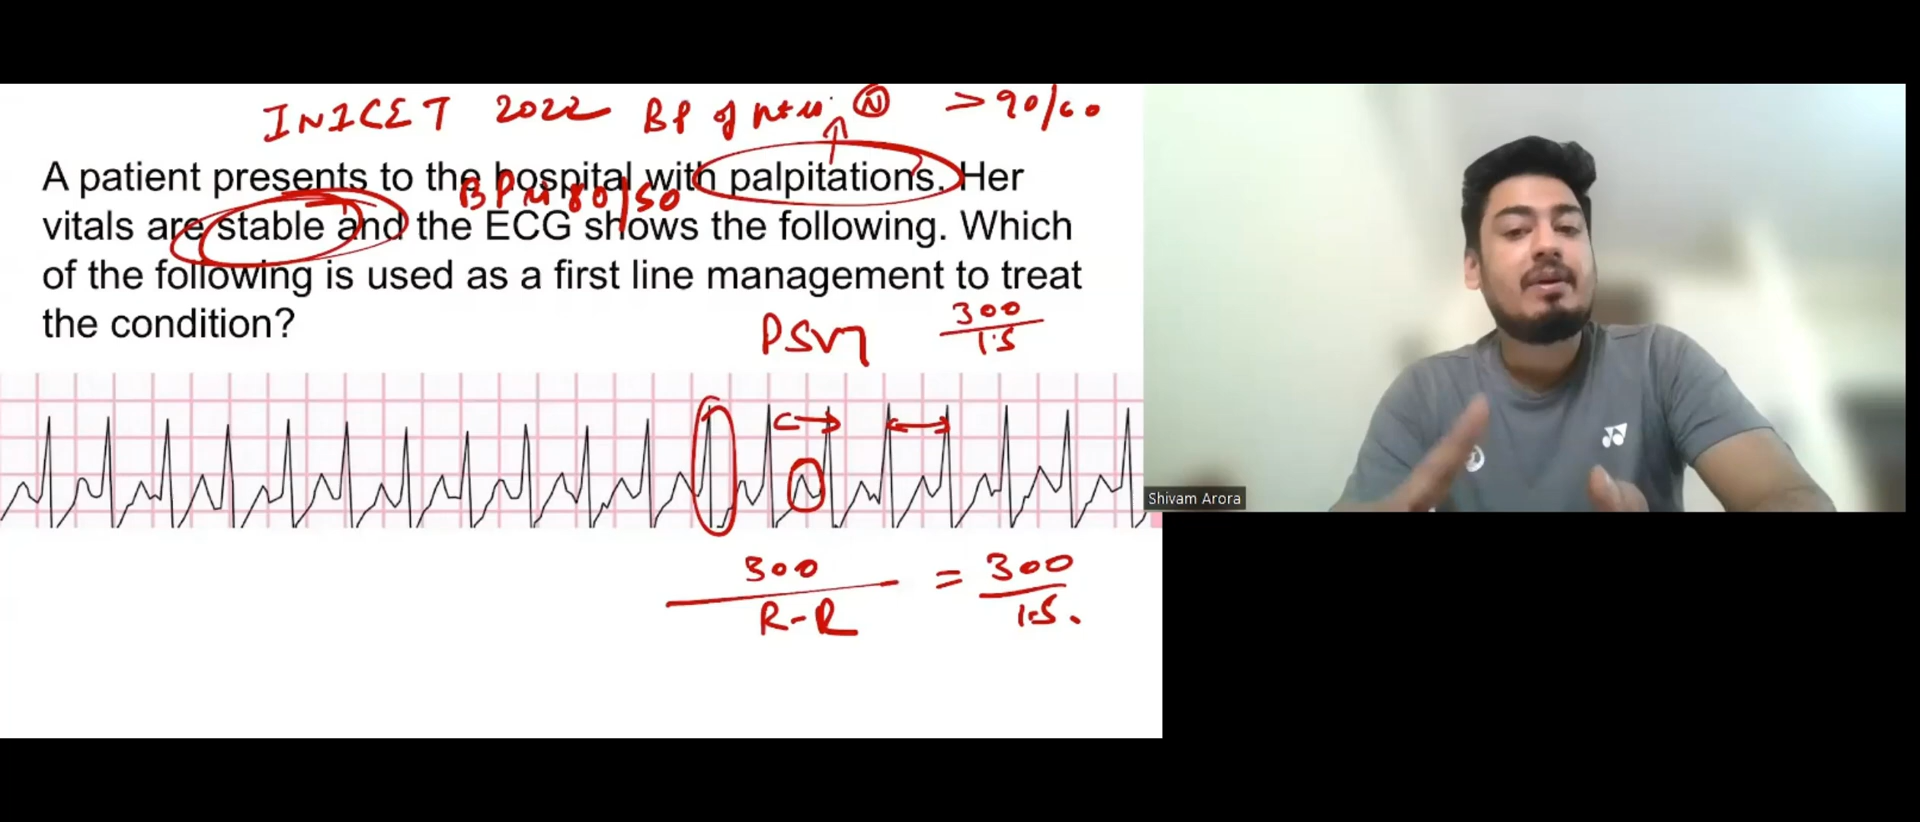 INICET 2022 BP of N > 90/60
A patient presents to the hospital with palpitations. Her
BP 80/50
vitals are stable and the ECG shows the following. Which
of the following is used as a first line management to treat
the condition?
PSVT 300
1.5
300 = 300
R-R 1.5.
Shivam Arora